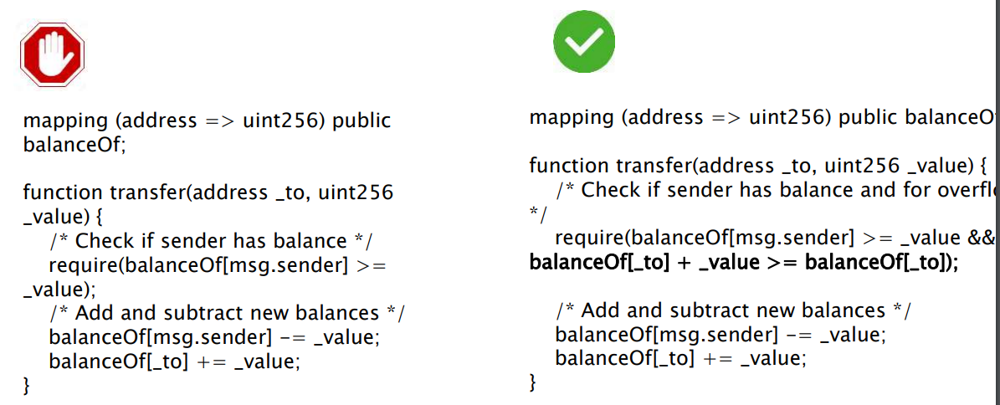 mapping (address => uint256) public
balanceOf;
function transfer(address _to, uint256
_value) {
/* Check if sender has balance */
require(balanceOf[msg.sender] >=
_value);
/* Add and subtract new balances */
balanceOf[msg.sender] -= _value;
balanceOf[_to] += _value;
}
mapping (address => uint256) public balanceO
function transfer(address _to, uint256 _value) {
/* Check if sender has balance and for overfl
*/
require(balanceOf[msg.sender] >= _value &&
balanceOf[_to] + _value >= balanceOf[_to]);
/* Add and subtract new balances */
balanceOf[msg.sender] -= _value;
balanceOf[_to] += _value;
}